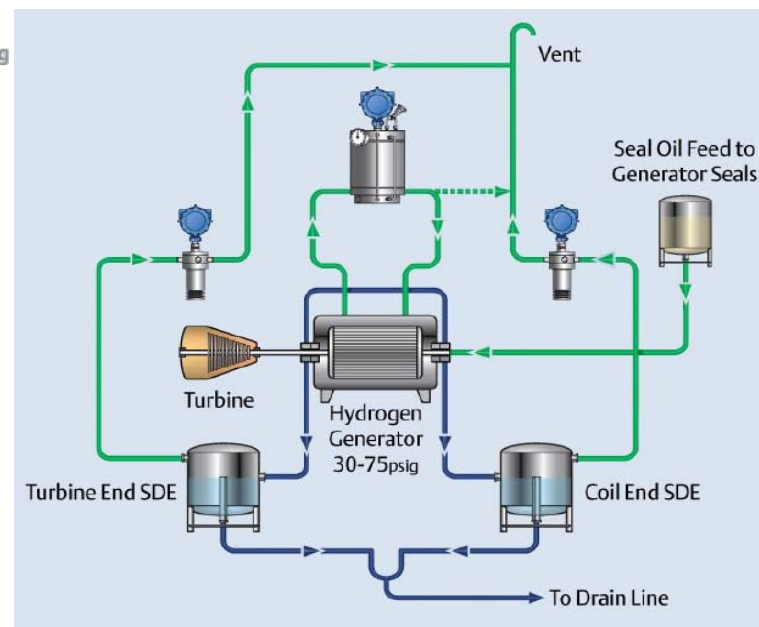 g
Vent
Seal Oil Feed to
Generator Seals
Turbine
Hydrogen
Generator
30-75psig
Turbine End SDE
Coil End SDE
To Drain Line